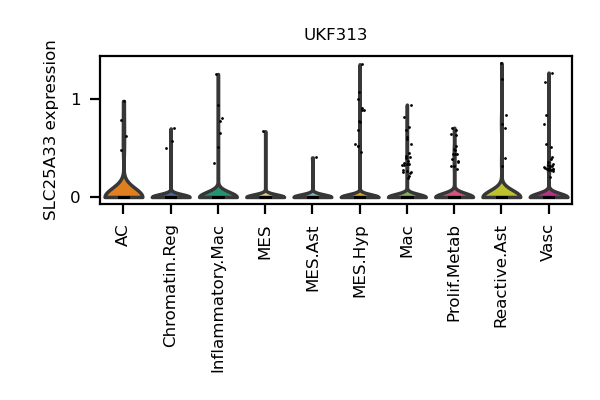 UKF313
SLC25A33 expression
1
0
AC
Chromatin.Reg
Inflammatory.Mac
MES
MES.Ast
MES.Hyp
Mac
Prolif.Metab
Reactive.Ast
Vasc